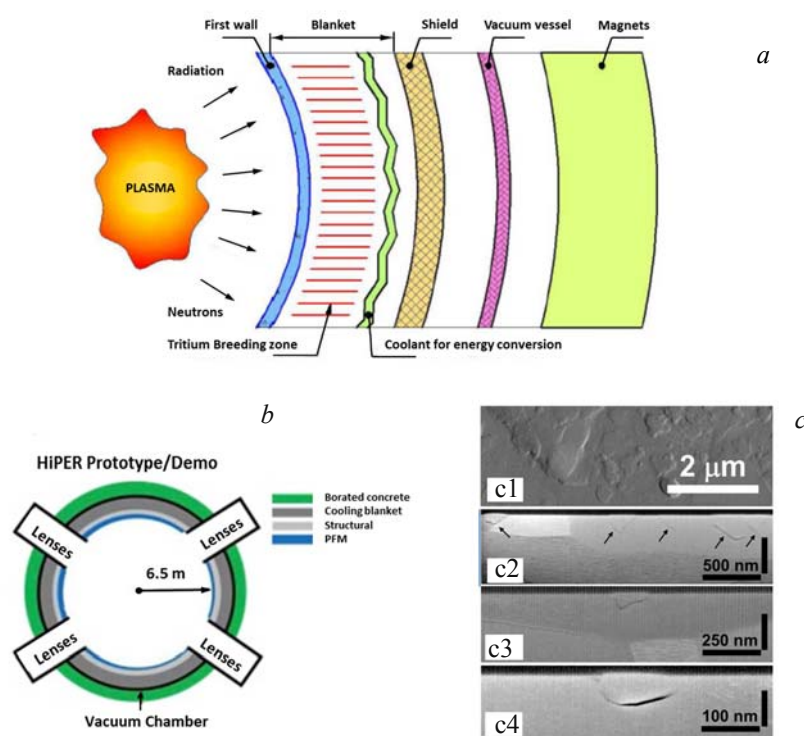 First wall
Blanket
Shield
Vacuum vessel
Magnets
a
Radiation
PLASMA
Neutrons
Tritium Breeding zone
Coolant for energy conversion
b
HiPER Prototype/Demo
Lenses
Lenses
6.5 m
Lenses
Lenses
Vacuum Chamber
Borated concrete
Cooling blanket
Structural
PFM
c
c1
2 μm
c2
500 nm
c3
250 nm
c4
100 nm